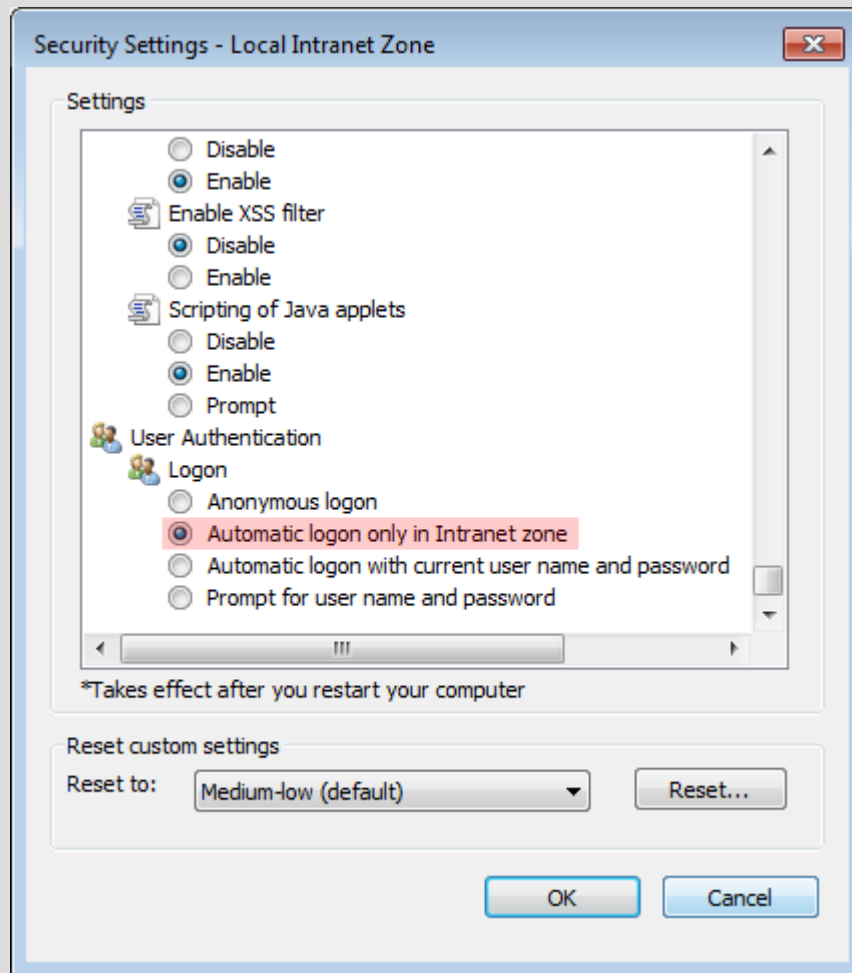 Security Settings - Local Intranet Zone
Settings
Disable
Enable
Enable XSS filter
Disable
Enable
Scripting of Java applets
Disable
Enable
Prompt
User Authentication
Logon
Anonymous logon
Automatic logon only in Intranet zone
Automatic logon with current user name and password
Prompt for user name and password
*Takes effect after you restart your computer
Reset custom settings
Reset to: Medium-low (default) Reset...
OK Cancel